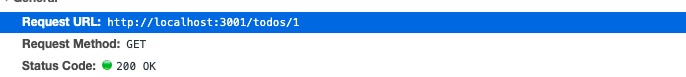 General
Request URL: http://localhost:3001/todos/1
Request Method: GET
Status Code: 200 OK